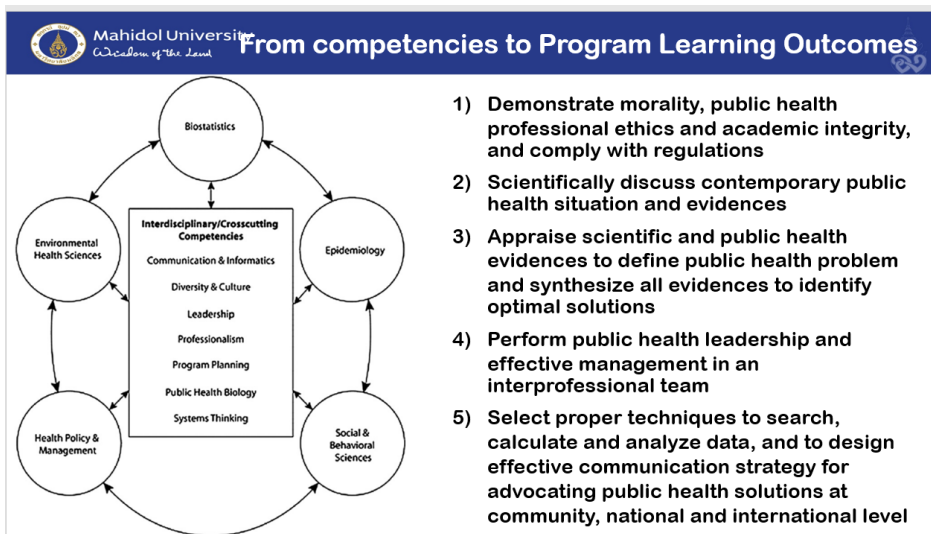 Mahidol University
Wisdom of the Land
From competencies to Program Learning Outcomes
Biostatistics
Environmental
Health Sciences
Epidemiology
Interdisciplinary/Crosscutting
Competencies
Communication & Informatics
Diversity & Culture
Leadership
Professionalism
Program Planning
Public Health Biology
Systems Thinking
Health Policy &
Management
Social &
Behavioral
Sciences
1) Demonstrate morality, public health
professional ethics and academic integrity,
and comply with regulations
2) Scientifically discuss contemporary public
health situation and evidences
3) Appraise scientific and public health
evidences to define public health problem
and synthesize all evidences to identify
optimal solutions
4) Perform public health leadership and
effective management in an
interprofessional team
5) Select proper techniques to search,
calculate and analyze data, and to design
effective communication strategy for
advocating public health solutions at
community, national and international level